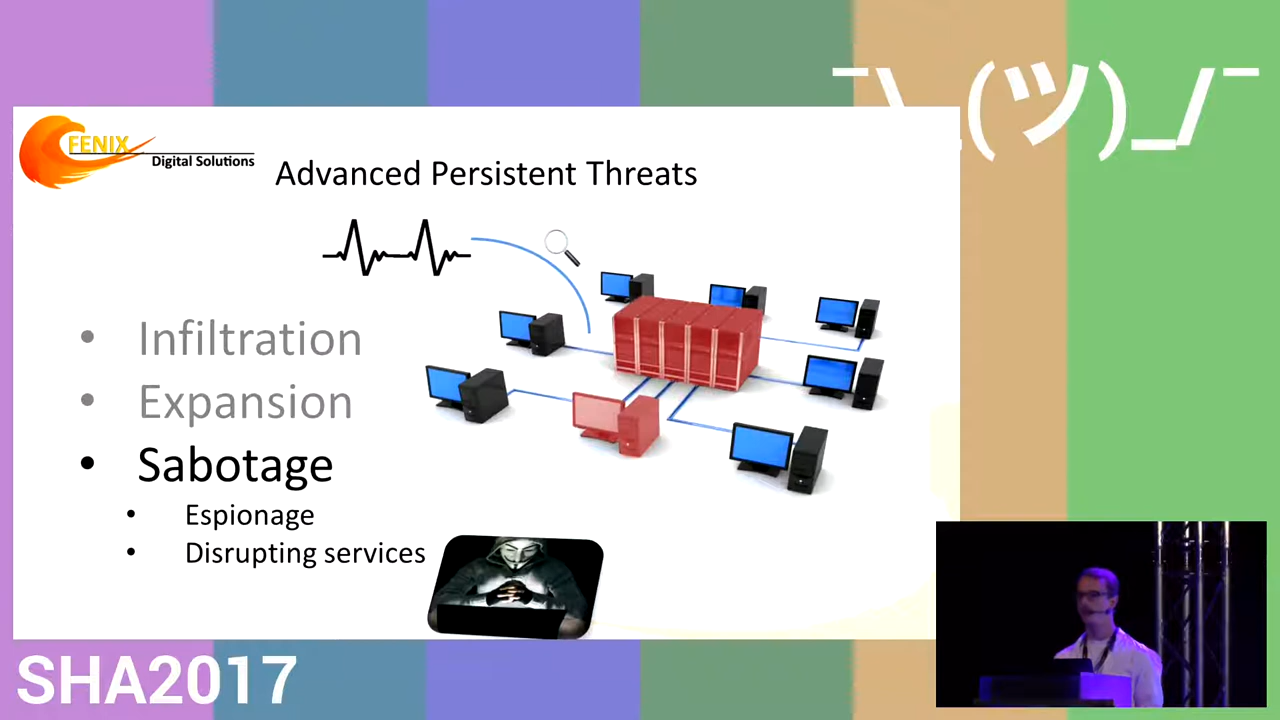 ¯\_(ツ)_/¯
FENIX
Digital Solutions
Advanced Persistent Threats
• Infiltration
• Expansion
• Sabotage
• Espionage
• Disrupting services
SHA2017